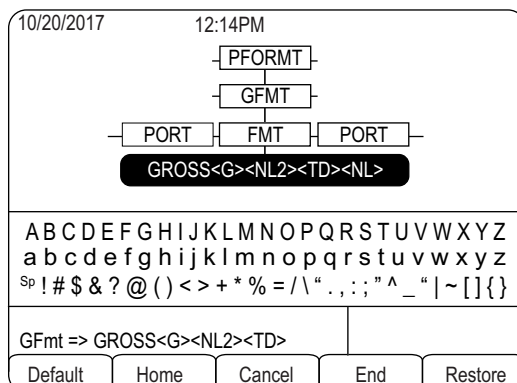 10/20/2017 12:14PM
PFORMT
GFMT
PORT FMT PORT
GROSS<G><NL2><TD><NL>
A B C D E F G H I J K L M N O P Q R S T U V W X Y Z
a b c d e f g h i j k l m n o p q r s t u v w x y z
Sp ! # $ & ? @ ( ) < > + * % = / \ “ . , : ; ” ^ _ “ | ~ [ ] { }
GFmt => GROSS<G><NL2><TD>
Default Home Cancel End Restore